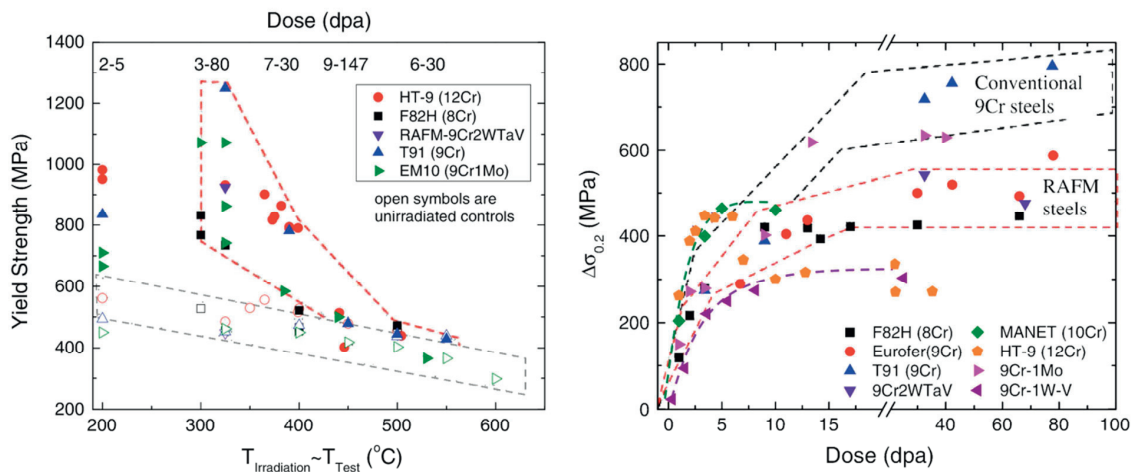 Dose (dpa)
2-5 3-80 7-30 9-147 6-30
1400
1200
1000
800
600
400
200
Yield Strength (MPa)
HT-9 (12Cr)
F82H (8Cr)
RAFM-9Cr2WTaV
T91 (9Cr)
EM10 (9Cr1Mo)
open symbols are
unirradiated controls
200 300 400 500 600
T Irradiation~T Test (°C)
800
600
400
200
0
Δσ0.2 (MPa)
Conventional
9Cr steels
RAFM
steels
F82H (8Cr)
Eurofer(9Cr)
T91 (9Cr)
9Cr2WTaV
MANET (10Cr)
HT-9 (12Cr)
9Cr-1Mo
9Cr-1W-V
0 5 10 15 20 40 60 80 100
Dose (dpa)